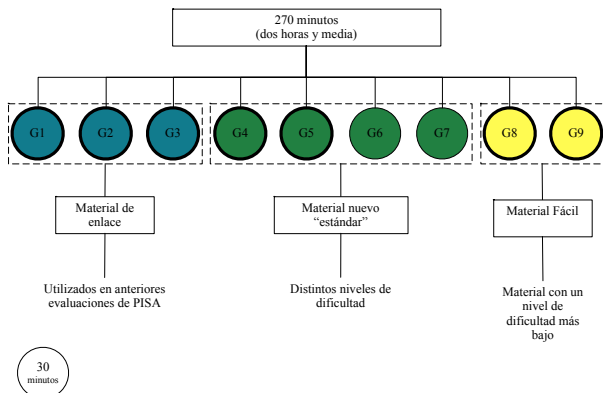 270 minutos
(dos horas y media)
G1 G2 G3 G4 G5 G6 G7 G8 G9
Material de
enlace
Material nuevo
“estándar”
Material Fácil
Utilizados en anteriores
evaluaciones de PISA
Distintos niveles de
dificultad
Material con un
nivel de
dificultad más
bajo
30
minutos